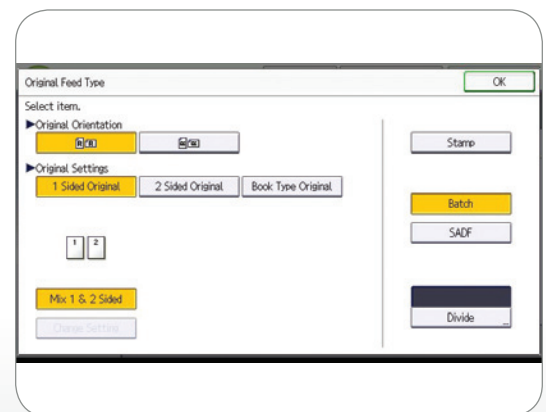 Original Feed Type OK
Select item.
►Original Orientation
Stamp
►Original Settings
1 Sided Original 2 Sided Original Book Type Original
Batch
SADF
1 2
Mix 1 & 2 Sided
Change Setting
Divide